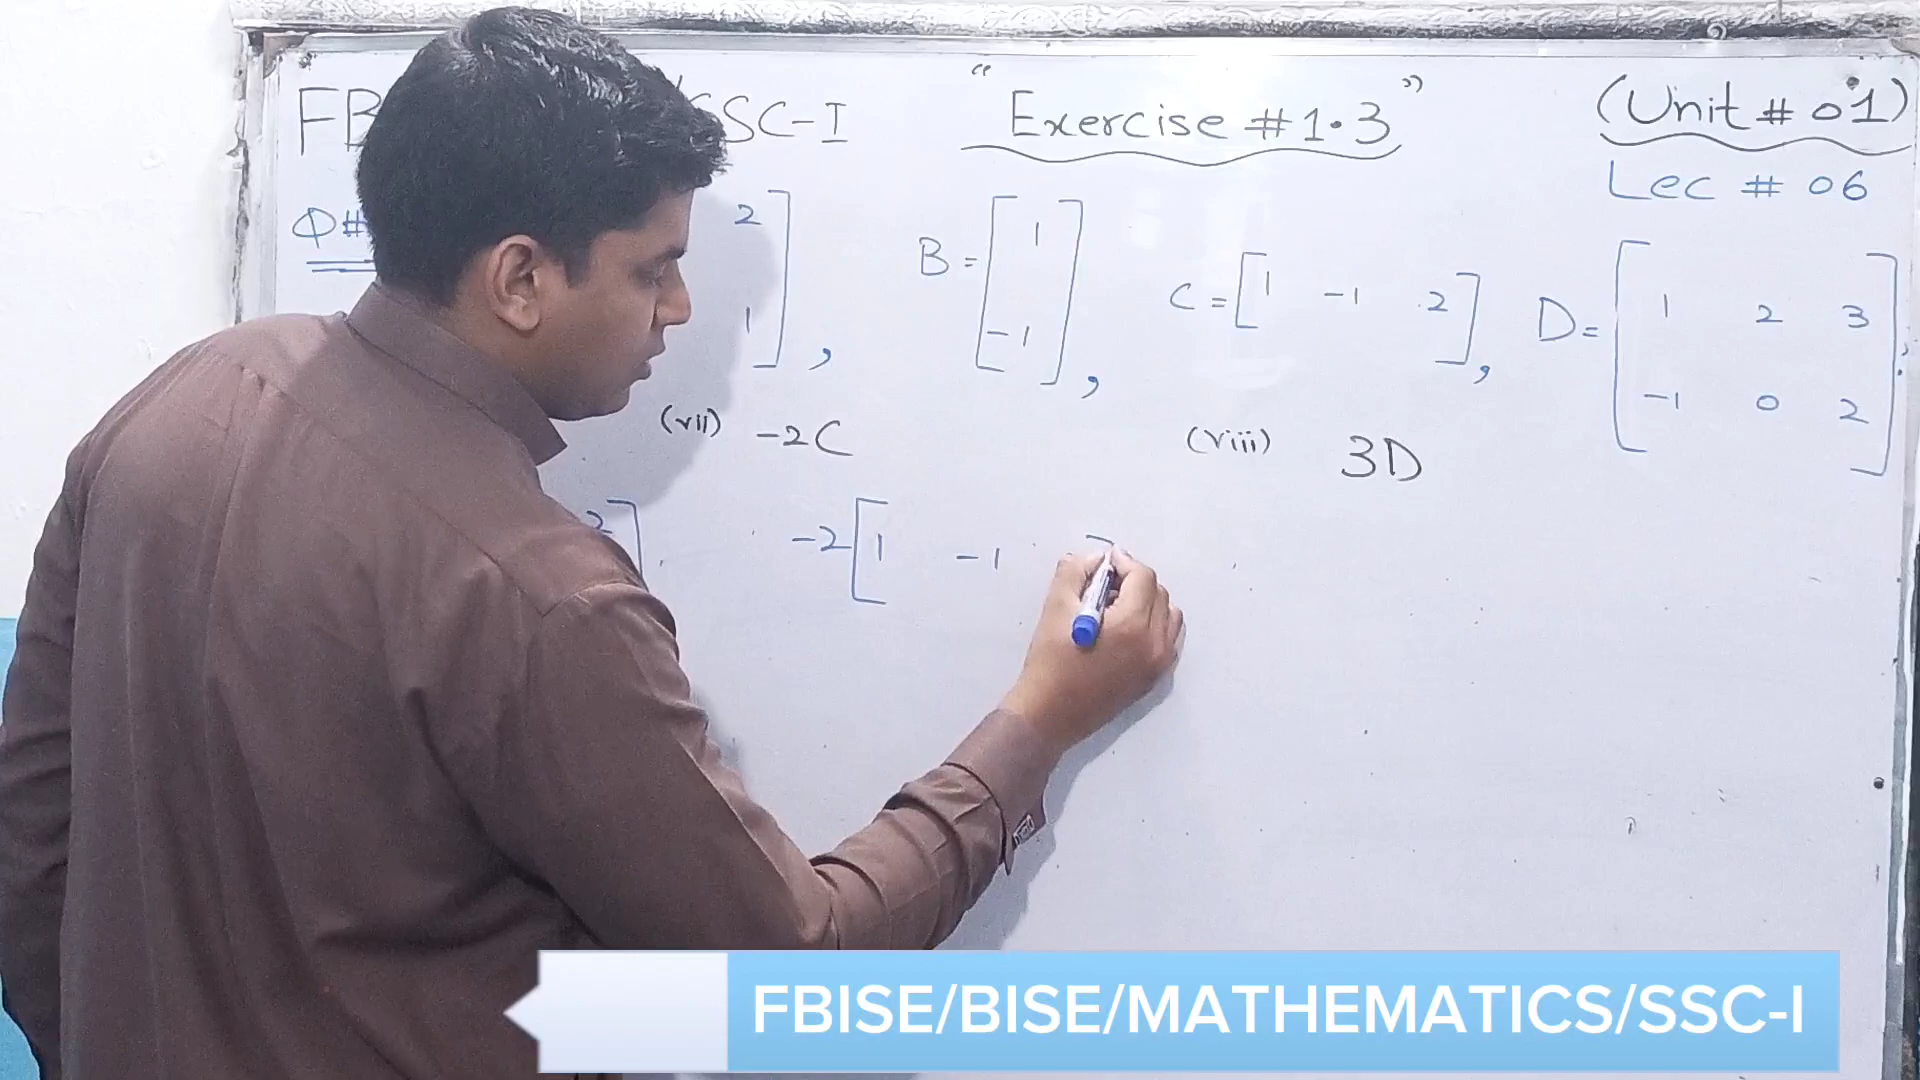 FB SSC-I " Exercise # 1.3 " (Unit # 01)
Lec # 06
Q# 2 1 ] , B = [ 1 -1 ] , C = [ 1 -1 2 ] , D = [ 1 2 3 -1 0 2 ] ;
(vii) -2C (viii) 3D
2 ] -2 [ 1 -1
FBISE/BISE/MATHEMATICS/SSC-I